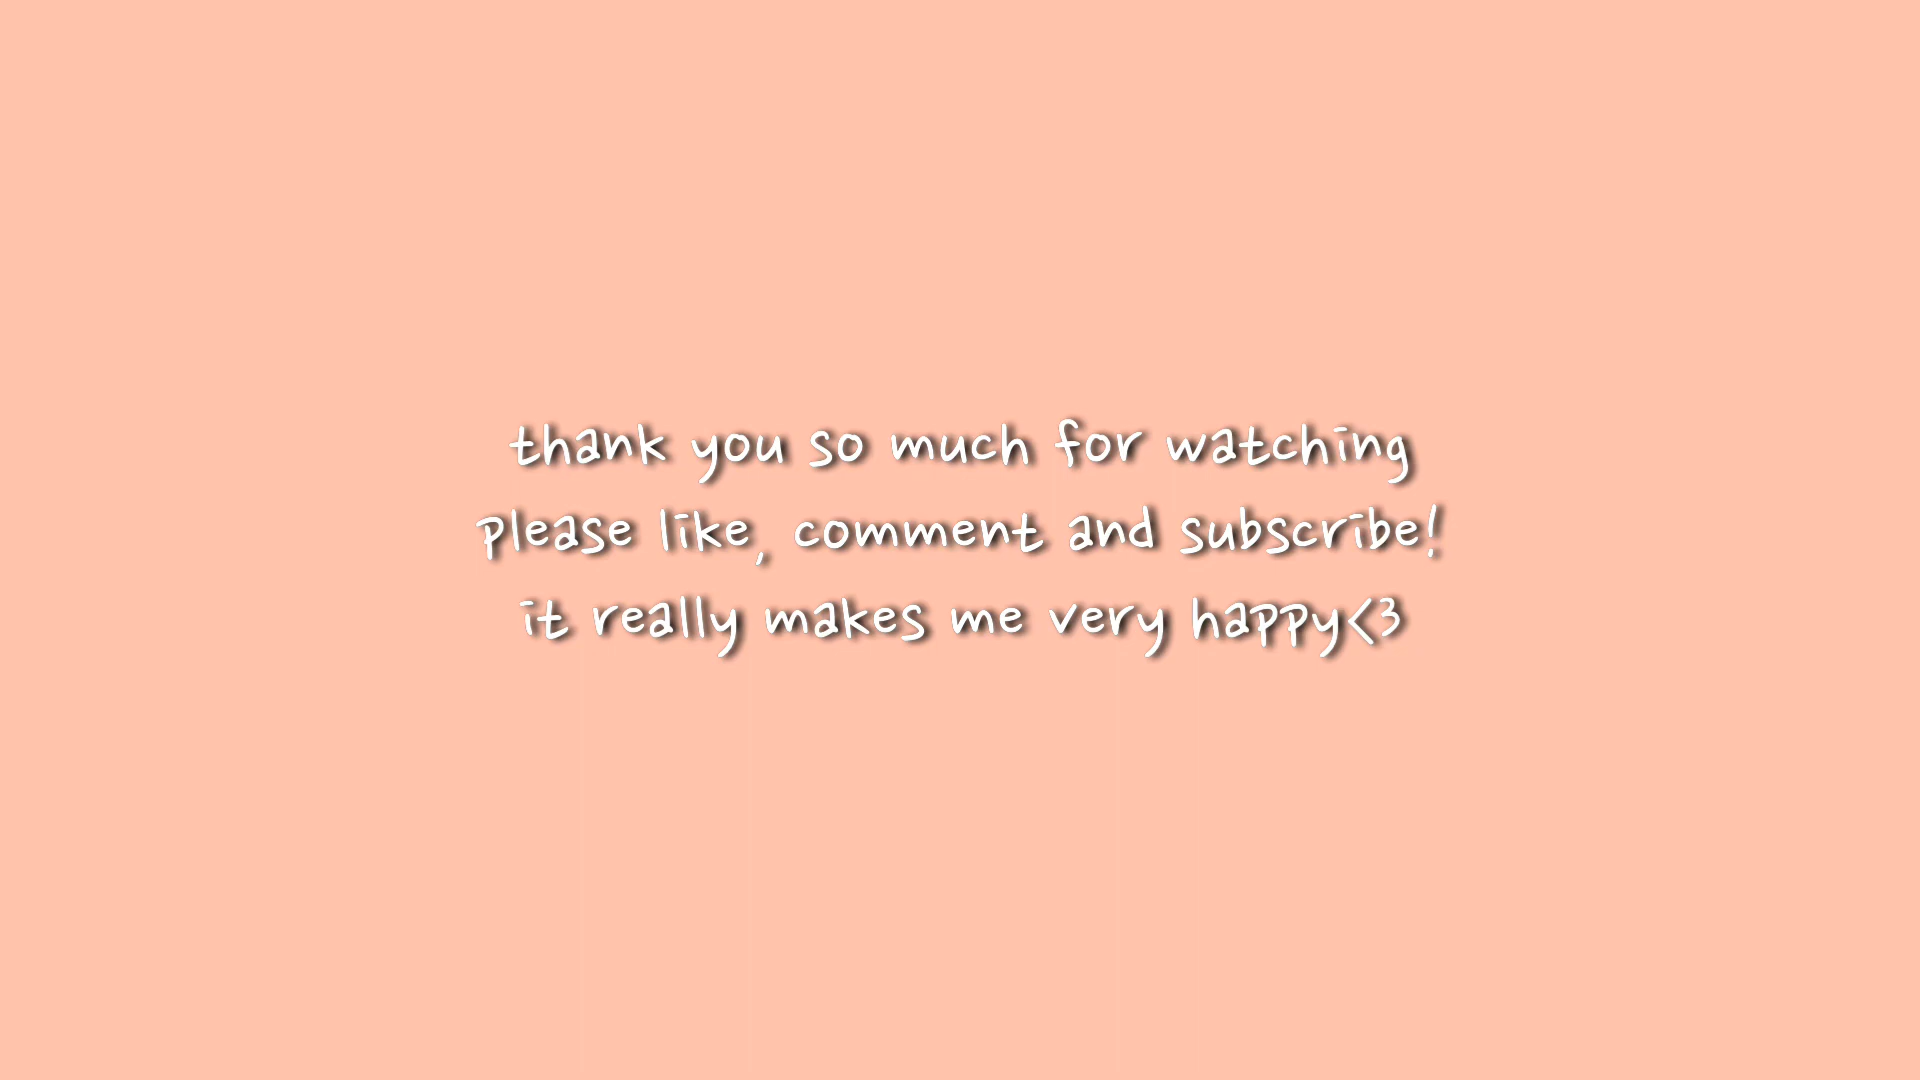 thank you so much for watching
please like, comment and subscribe!
it really makes me very happy<3